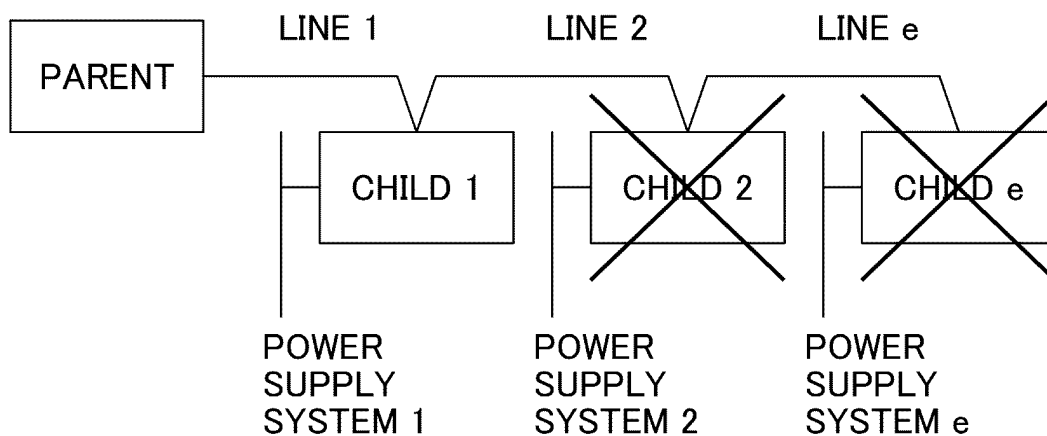 LINE 1
LINE 2
LINE e
PARENT
CHILD 1
CHILD 2
CHILD e
POWER
SUPPLY
SYSTEM 1
POWER
SUPPLY
SYSTEM 2
POWER
SUPPLY
SYSTEM e